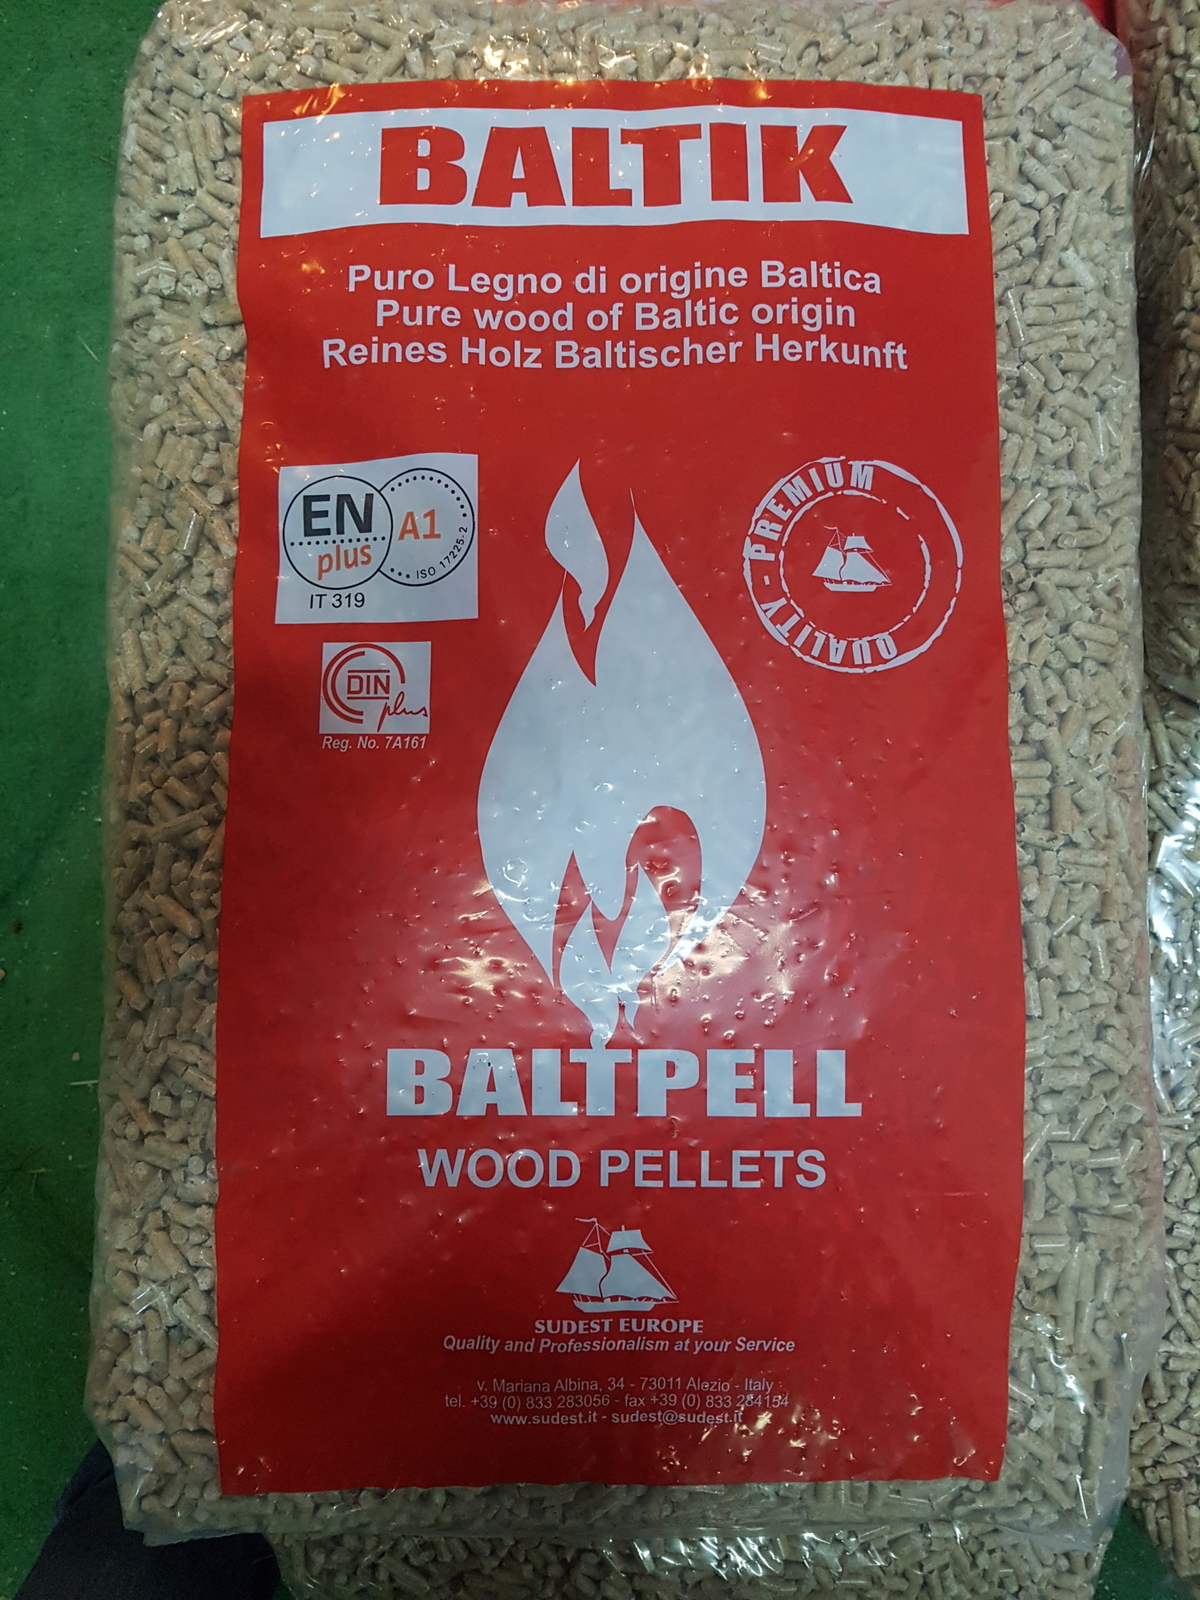 BALTIK
Puro Legno di origine Baltica
Pure wood of Baltic origin
Reines Holz Baltischer Herkunft
EN
plus
A1
ISO 17225-2
IT 319
QUALITY - PREMIUM
DIN
plus
Reg. No. 7A161
BALTPELL
WOOD PELLETS
SUDEST EUROPE
Quality and Professionalism at your Service
v. Mariana Albina, 34 - 73011 Alezio - Italy
tel. +39 (0) 833 283056 - fax +39 (0) 833 284154
www.sudest.it - sudest@sudest.it